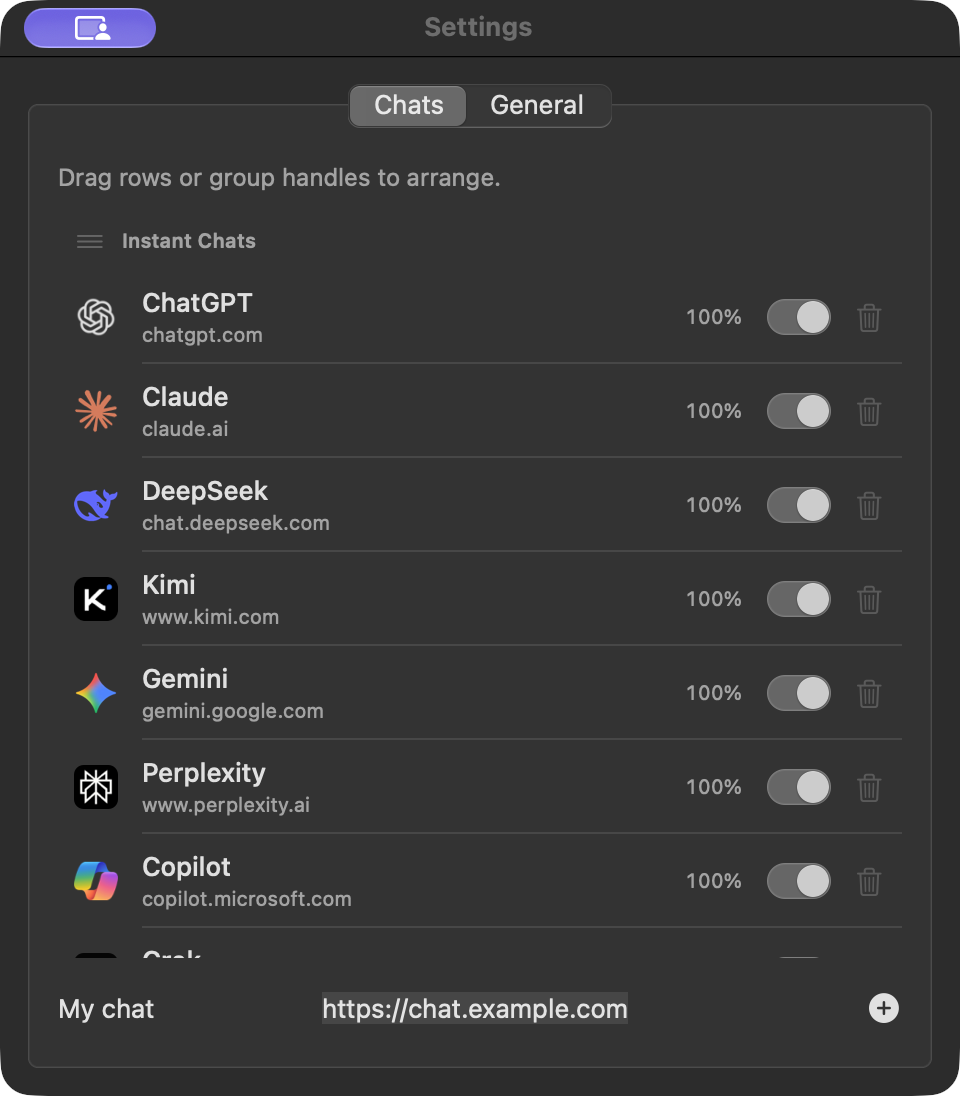 Settings
Chats General
Drag rows or group handles to arrange.
Instant Chats
ChatGPT
chatgpt.com
100%
Claude
claude.ai
100%
DeepSeek
chat.deepseek.com
100%
Kimi
www.kimi.com
100%
Gemini
gemini.google.com
100%
Perplexity
www.perplexity.ai
100%
Copilot
copilot.microsoft.com
100%
My chat https://chat.example.com